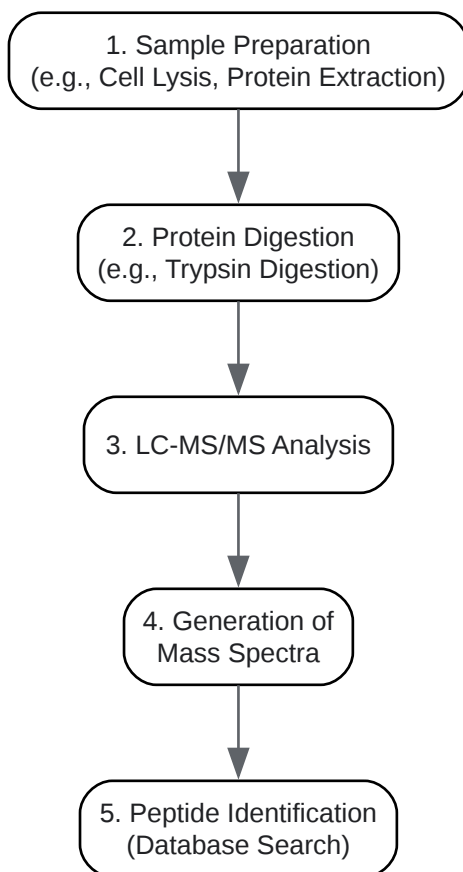 1. Sample Preparation
(e.g., Cell Lysis, Protein Extraction)
2. Protein Digestion
(e.g., Trypsin Digestion)
3. LC-MS/MS Analysis
4. Generation of
Mass Spectra
5. Peptide Identification
(Database Search)